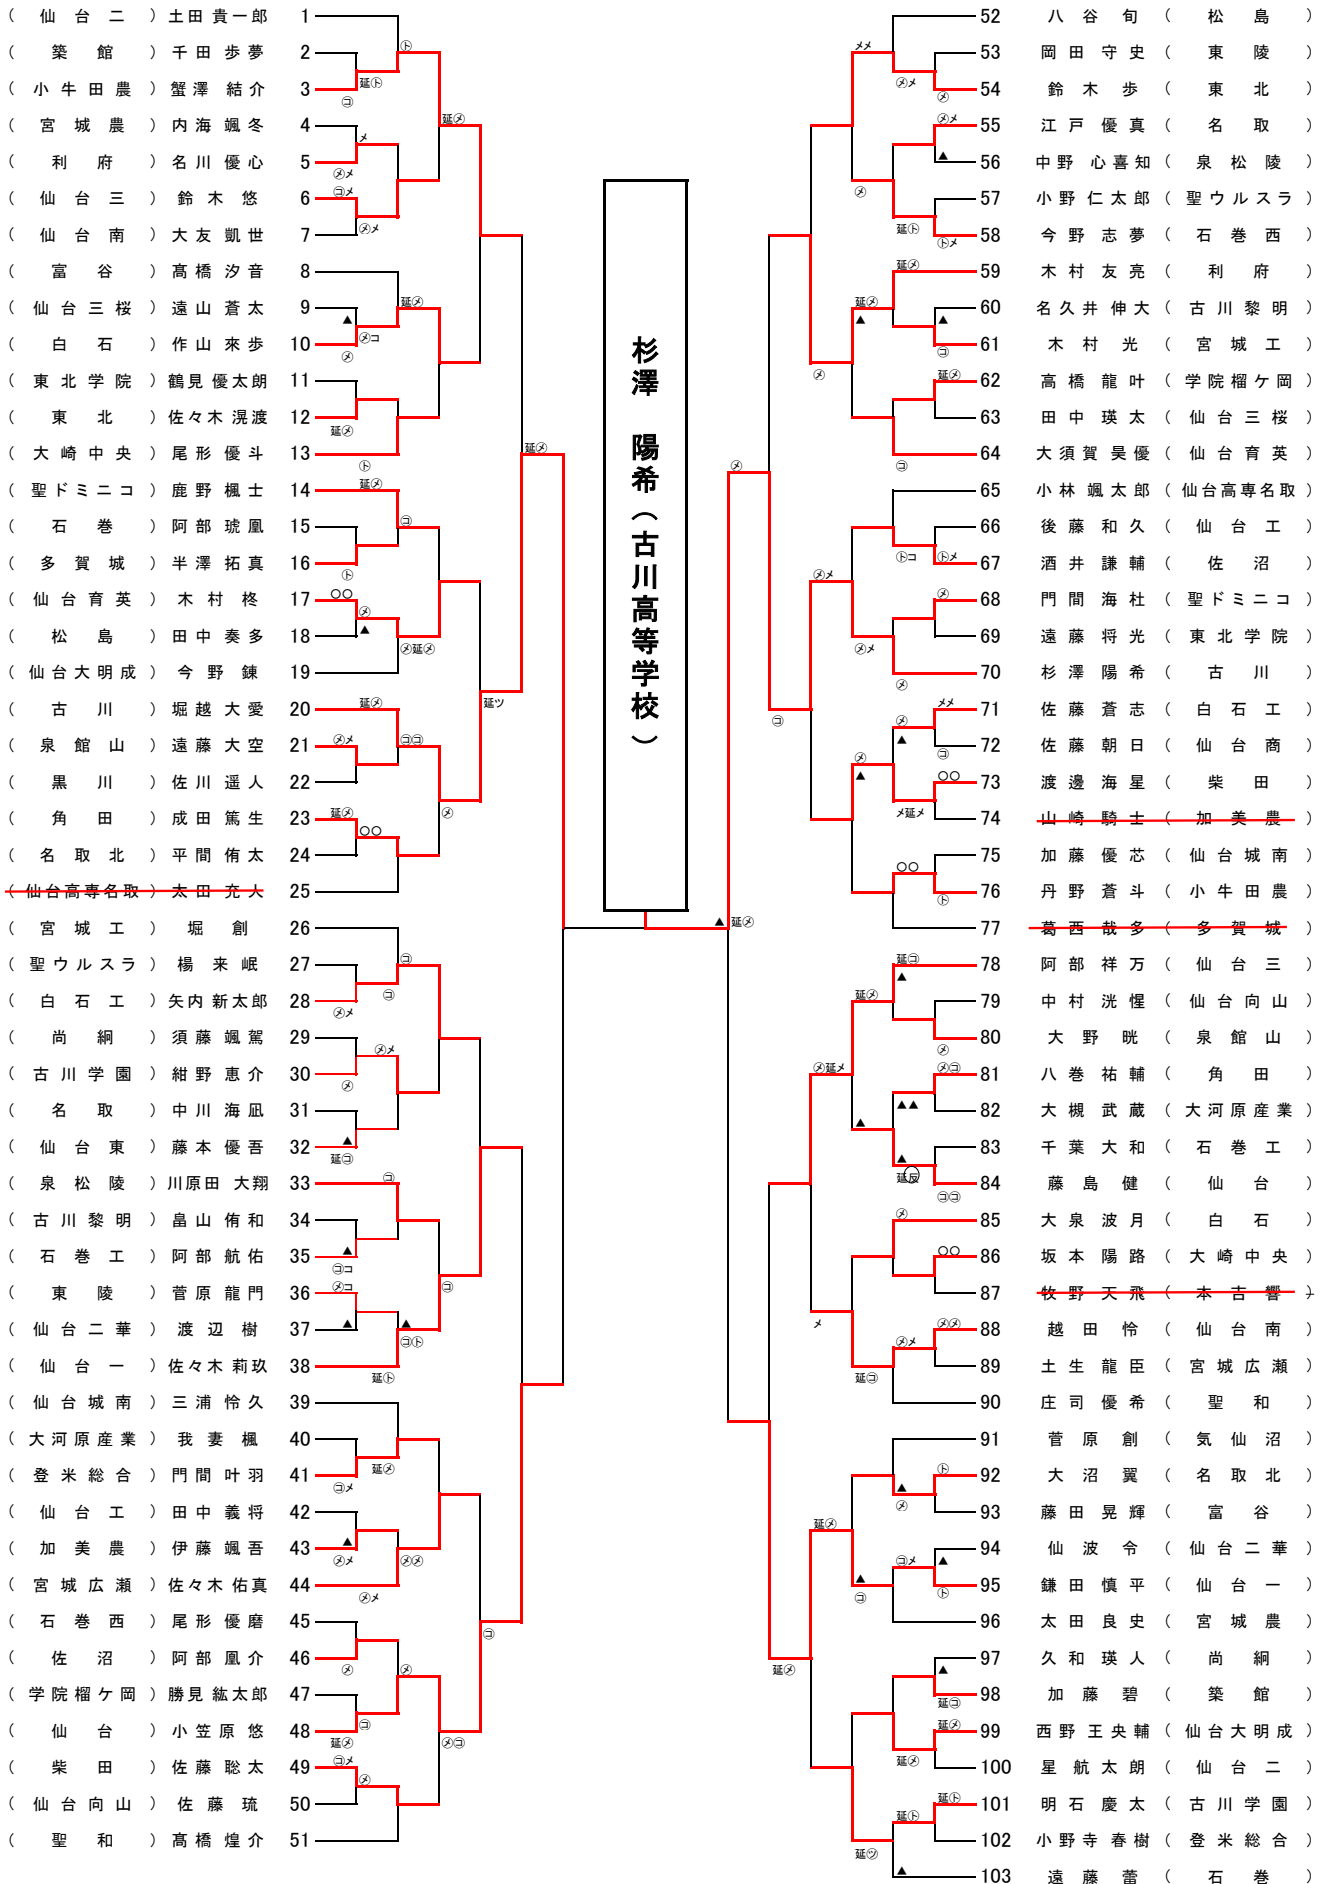 ( 仙台二 ) 土田 貴一郎 1
( 築館 ) 千田 歩夢 2
( 小牛田農 ) 蟹澤 結介 3
( 宮城農 ) 内海 颯冬 4
( 利府 ) 名川 優心 5
( 仙台三 ) 鈴木 悠 6
( 仙台南 ) 大友 凱世 7
( 富谷 ) 髙橋 汐音 8
( 仙台三桜 ) 遠山 蒼太 9
( 白石 ) 作山 來歩 10
( 東北学院 ) 鶴見 優太朗 11
( 東北 ) 佐々木 滉渡 12
( 大崎中央 ) 尾形 優斗 13
( 聖ドミニコ ) 鹿野 楓士 14
( 石巻 ) 阿部 琥凰 15
( 多賀城 ) 半澤 拓真 16
( 仙台育英 ) 木村 柊 17
( 松島 ) 田中 奏多 18
( 仙台大明成 ) 今野 錬 19
( 古川 ) 堀越 大愛 20
( 泉館山 ) 遠藤 大空 21
( 黒川 ) 佐川 遥人 22
( 角田 ) 成田 篤生 23
( 名取北 ) 平間 侑太 24
( 仙台高専名取 ) 太田 充人 25
( 宮城工 ) 堀 創 26
( 聖ウルスラ ) 楊 来岷 27
( 白石工 ) 矢内 新太郎 28
( 尚絅 ) 須藤 颯駕 29
( 古川学園 ) 紺野 恵介 30
( 名取 ) 中川 海凪 31
( 仙台東 ) 藤本 優吾 32
( 泉松陵 ) 川原田 大翔 33
( 古川黎明 ) 畠山 侑和 34
( 石巻工 ) 阿部 航佑 35
( 東陵 ) 菅原 龍門 36
( 仙台二華 ) 渡辺 樹 37
( 仙台一 ) 佐々木 莉玖 38
( 仙台城南 ) 三浦 怜久 39
( 大河原産業 ) 我妻 楓 40
( 登米総合 ) 門間 叶羽 41
( 仙台工 ) 田中 義将 42
( 加美農 ) 伊藤 颯吾 43
( 宮城広瀬 ) 佐々木 佑真 44
( 石巻西 ) 尾形 優磨 45
( 佐沼 ) 阿部 凰介 46
( 学院榴ケ岡 ) 勝見 紘太郎 47
( 仙台 ) 小笠原 悠 48
( 柴田 ) 佐藤 聡太 49
( 仙台向山 ) 佐藤 琉 50
( 聖和 ) 髙橋 煌介 51
杉澤 陽希（古川高等学校）
52 八谷 旬 ( 松島 )
53 岡田 守史 ( 東陵 )
54 鈴木 歩 ( 東北 )
55 江戸 優真 ( 名取 )
56 中野 心喜知 ( 泉松陵 )
57 小野 仁太郎 ( 聖ウルスラ )
58 今野 志夢 ( 石巻西 )
59 木村 友亮 ( 利府 )
60 名久井 伸大 ( 古川黎明 )
61 木村 光 ( 宮城工 )
62 高橋 龍叶 ( 学院榴ケ岡 )
63 田中 瑛太 ( 仙台三桜 )
64 大須賀 昊優 ( 仙台育英 )
65 小林 颯太郎 ( 仙台高専名取 )
66 後藤 和久 ( 仙台工 )
67 酒井 謙輔 ( 佐沼 )
68 門間 海杜 ( 聖ドミニコ )
69 遠藤 将光 ( 東北学院 )
70 杉澤 陽希 ( 古川 )
71 佐藤 蒼志 ( 白石工 )
72 佐藤 朝日 ( 仙台商 )
73 渡邊 海星 ( 柴田 )
74 山崎 騎士 ( 加美農 )
75 加藤 優芯 ( 仙台城南 )
76 丹野 蒼斗 ( 小牛田農 )
77 葛西 哉多 ( 多賀城 )
78 阿部 祥万 ( 仙台三 )
79 中村 洸惺 ( 仙台向山 )
80 大野 晄 ( 泉館山 )
81 八巻 祐輔 ( 角田 )
82 大槻 武蔵 ( 大河原産業 )
83 千葉 大和 ( 石巻工 )
84 藤島 健 ( 仙台 )
85 大泉 波月 ( 白石 )
86 坂本 陽路 ( 大崎中央 )
87 牧野 天飛 ( 本吉響 )
88 越田 怜 ( 仙台南 )
89 土生 龍臣 ( 宮城広瀬 )
90 庄司 優希 ( 聖和 )
91 菅原 創 ( 気仙沼 )
92 大沼 翼 ( 名取北 )
93 藤田 晃輝 ( 富谷 )
94 仙波 令 ( 仙台二華 )
95 鎌田 慎平 ( 仙台一 )
96 太田 良史 ( 宮城農 )
97 久和 瑛人 ( 尚絅 )
98 加藤 碧 ( 築館 )
99 西野 王央輔 ( 仙台大明成 )
100 星 航太朗 ( 仙台二 )
101 明石 慶太 ( 古川学園 )
102 小野寺 春樹 ( 登米総合 )
103 遠藤 蕾 ( 石巻 )